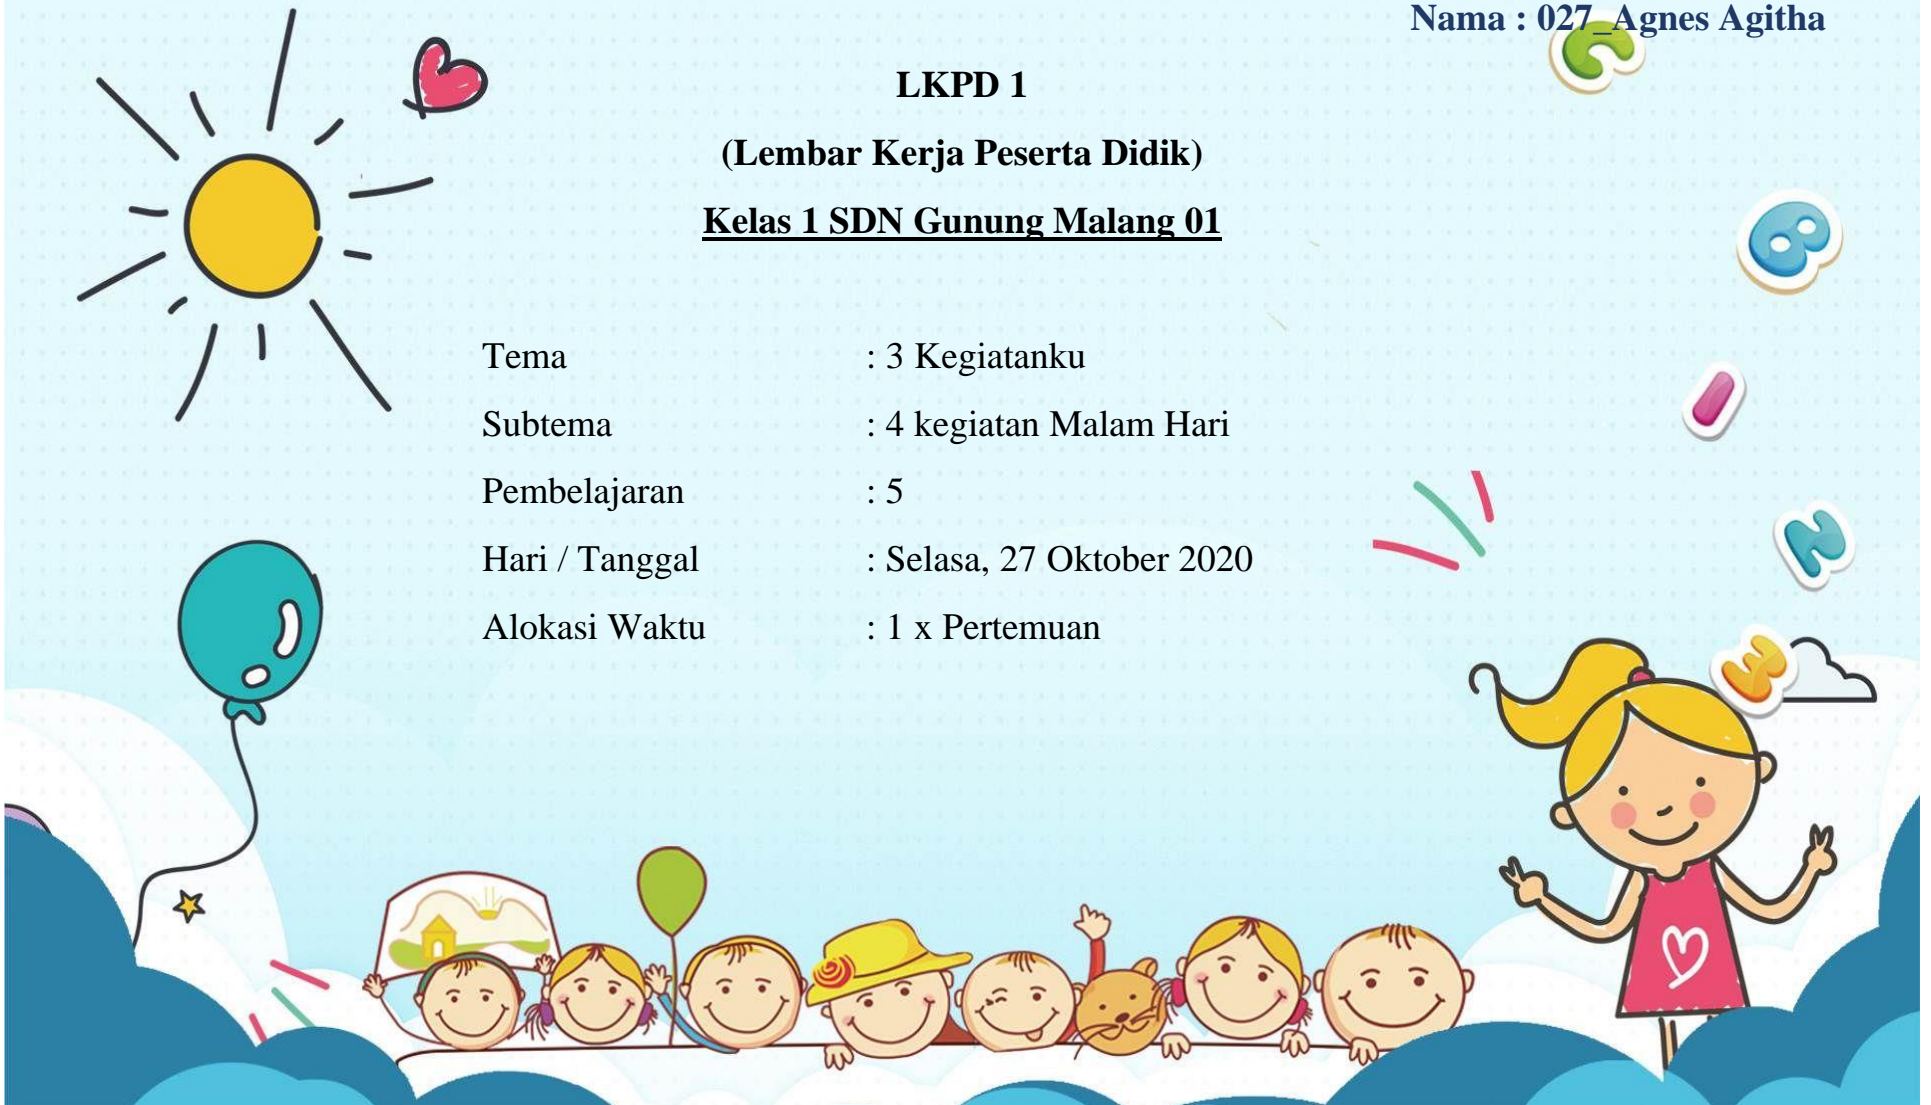 Nama : 027_Agnes Agitha
LKPD 1
(Lembar Kerja Peserta Didik)
Kelas 1 SDN Gunung Malang 01
Tema : 3 Kegiatanku
Subtema : 4 kegiatan Malam Hari
Pembelajaran : 5
Hari / Tanggal : Selasa, 27 Oktober 2020
Alokasi Waktu : 1 x Pertemuan